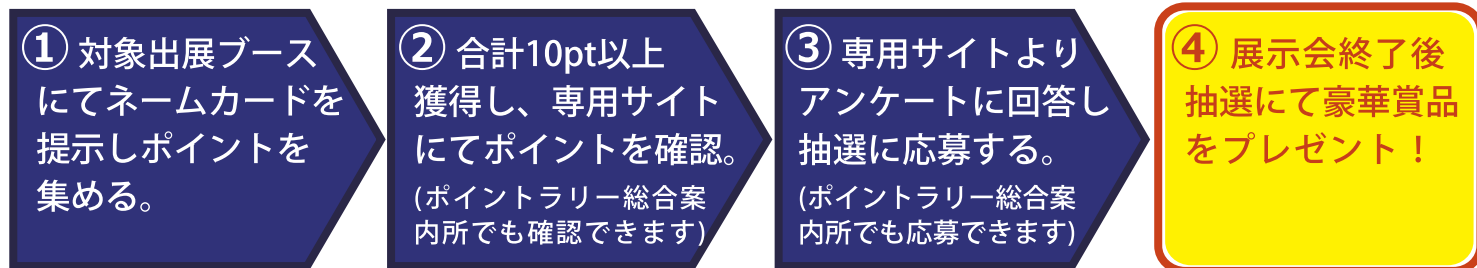 ① 対象出展ブース
にてネームカードを
提示しポイントを
集める。
② 合計10pt以上
獲得し、専用サイト
にてポイントを確認。
(ポイントラリー総合案
内所でも確認できます)
③ 専用サイトより
アンケートに回答し
抽選に応募する。
(ポイントラリー総合案
内所でも応募できます)
④ 展示会終了後
抽選にて豪華賞品
をプレゼント！